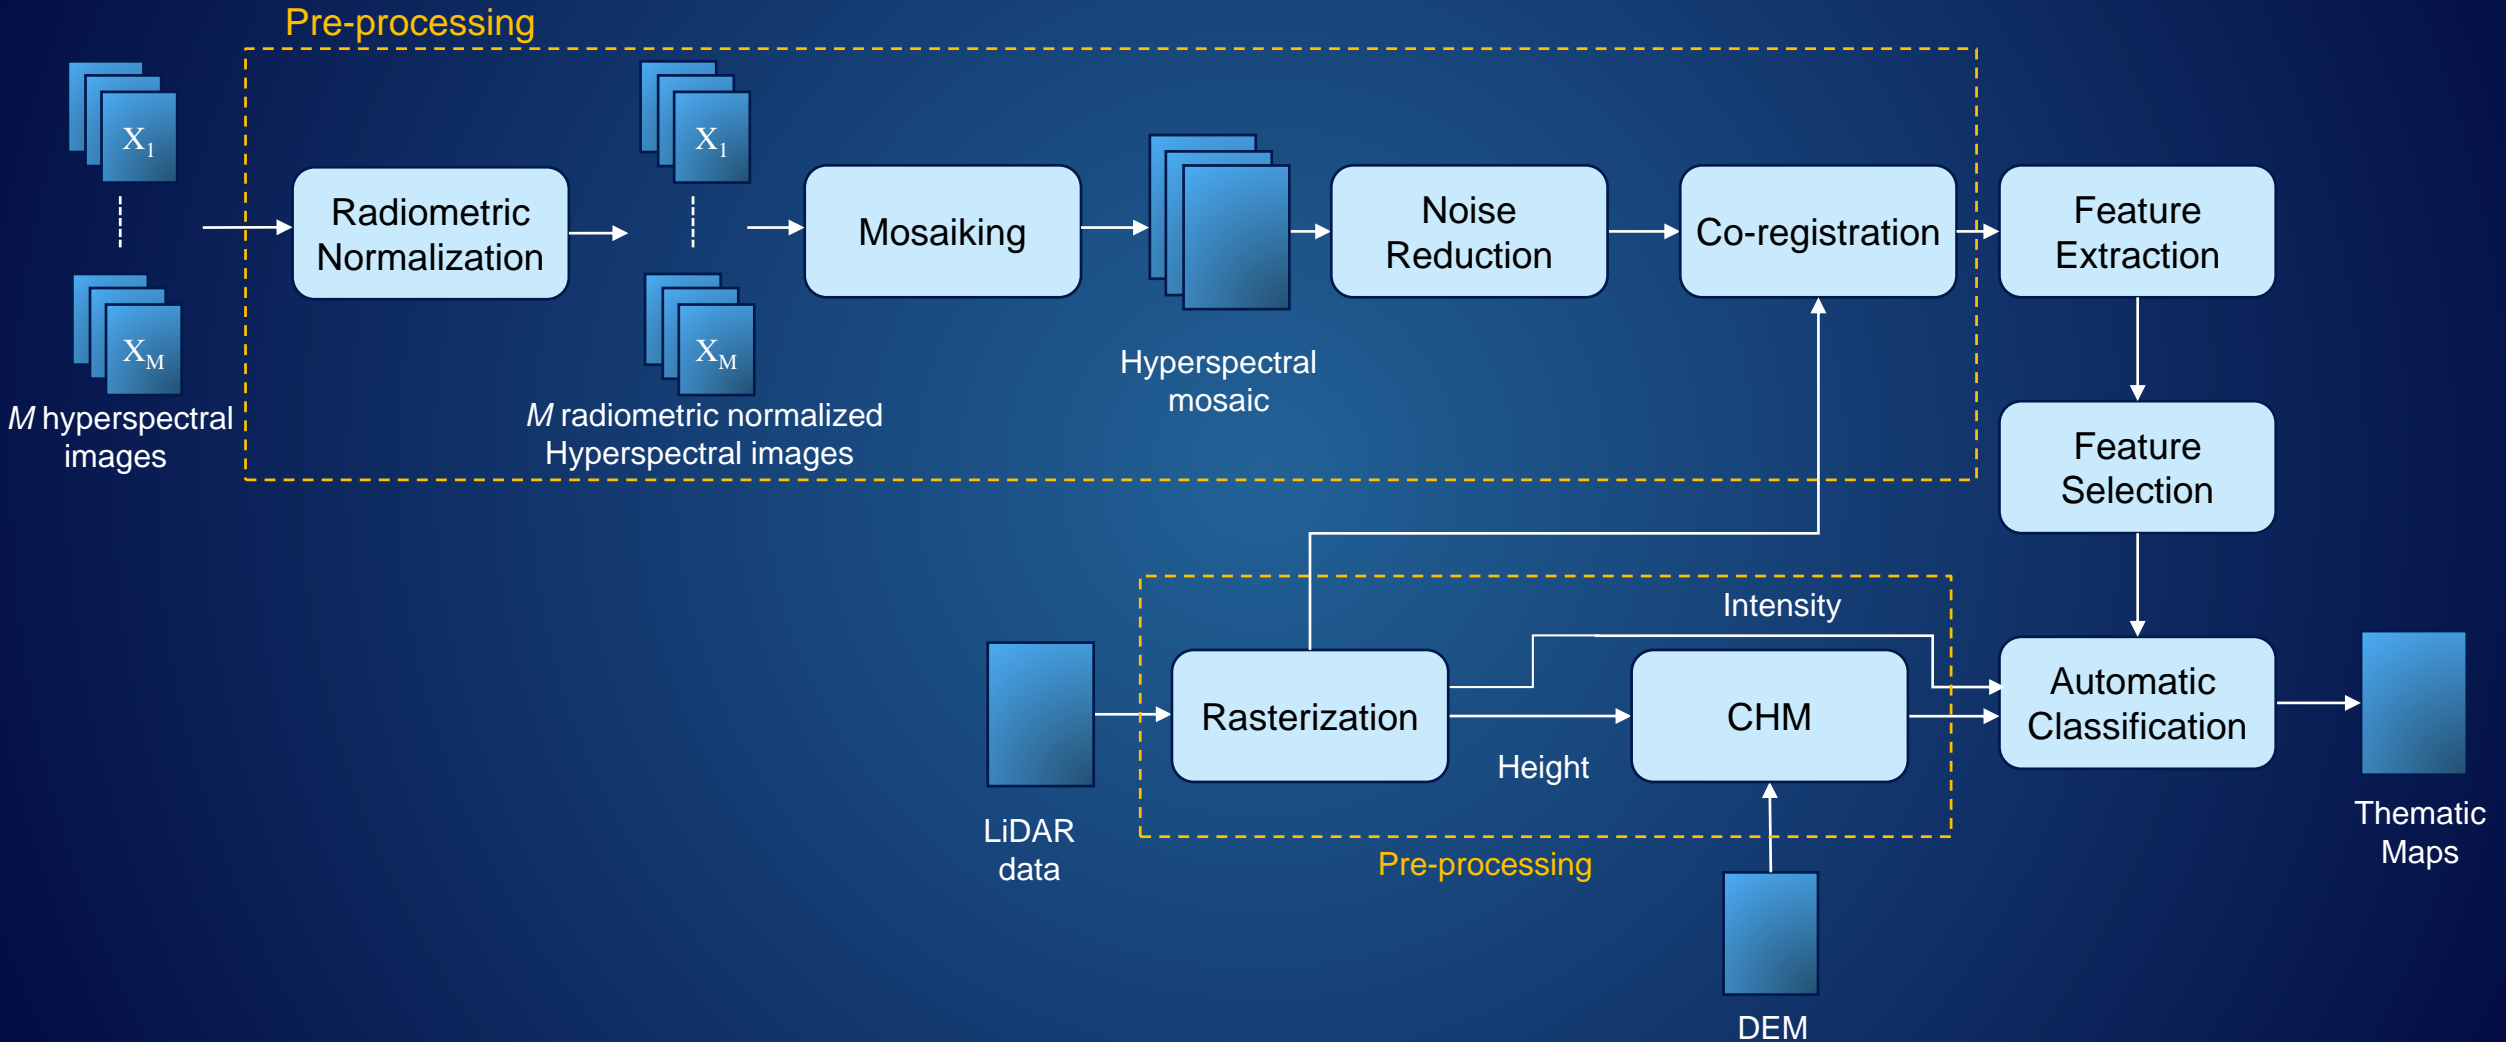 Pre-processing
X1
XM
M hyperspectral
images
Radiometric
Normalization
X1
XM
M radiometric normalized
Hyperspectral images
Mosaiking
Hyperspectral
mosaic
Noise
Reduction
Co-registration
Feature
Extraction
Feature
Selection
LiDAR
data
Rasterization
Intensity
Height
CHM
Pre-processing
DEM
Automatic
Classification
Thematic
Maps